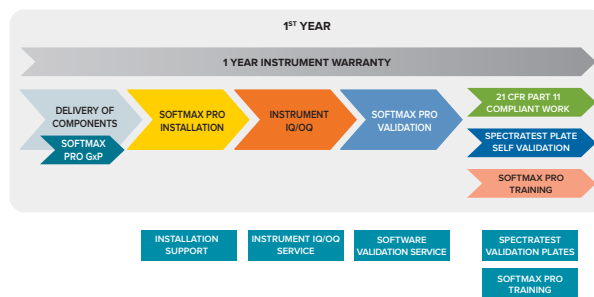 1ST YEAR
1 YEAR INSTRUMENT WARRANTY
DELIVERY OF
COMPONENTS
SOFTMAX
PRO GxP
SOFTMAX PRO
INSTALLATION
INSTRUMENT
IQ/OQ
SOFTMAX PRO
VALIDATION
21 CFR PART 11
COMPLIANT WORK
SPECTRATEST PLATE
SELF VALIDATION
SOFTMAX PRO
TRAINING
INSTALLATION
SUPPORT
INSTRUMENT IQ/OQ
SERVICE
SOFTWARE
VALIDATION SERVICE
SPECTRATEST
VALIDATION PLATES
SOFTMAX PRO
TRAINING